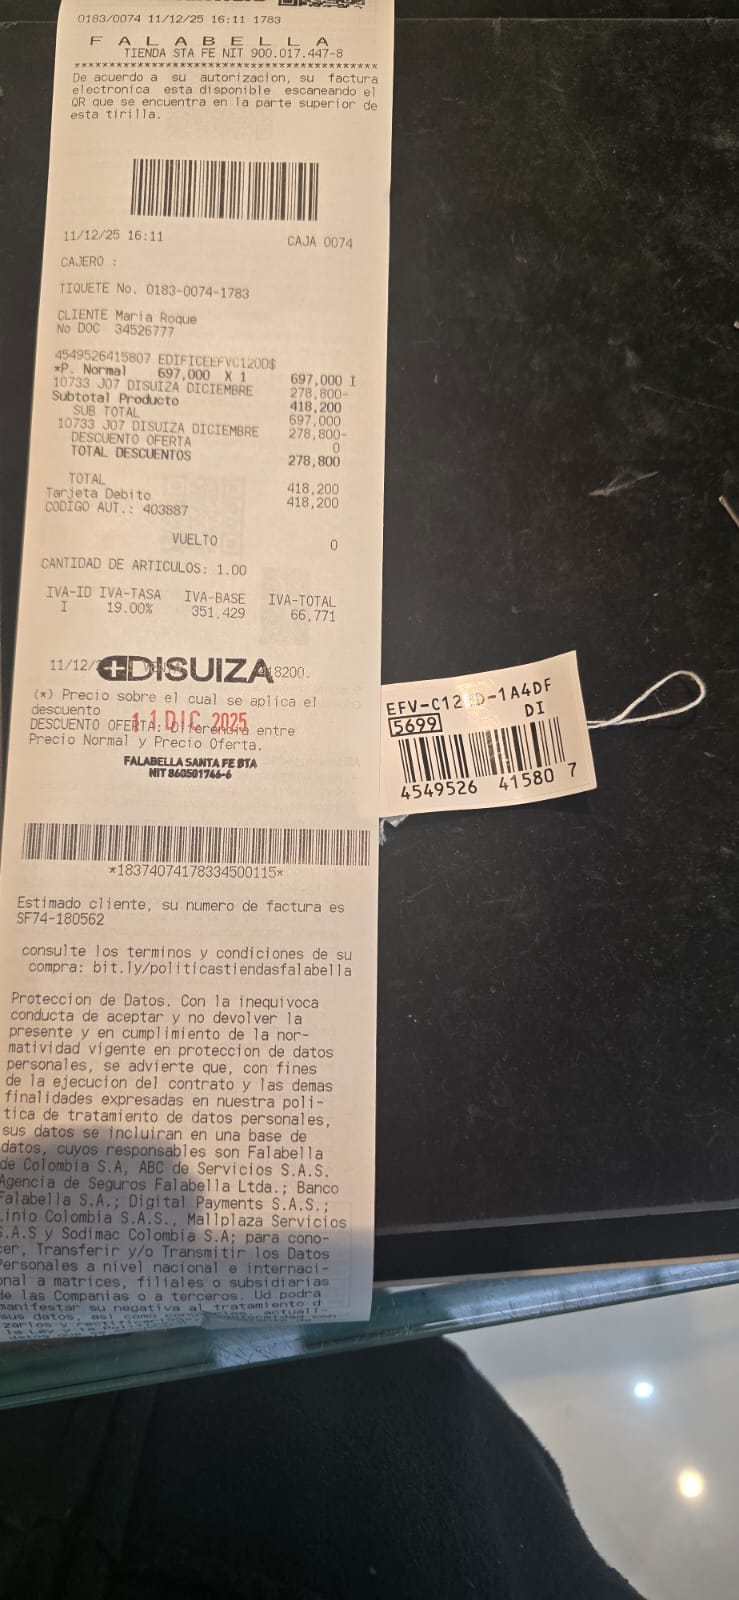 0183/0074 11/12/25 16:11 1783
FALABELLA
TIENDA STA FE NIT 900.017.447-8
******************************************
De acuerdo a su autorizacion, su factura
electronica esta disponible escaneando el
QR que se encuentra en la parte superior de
esta tirilla.
11/12/25 16:11 CAJA 0074
CAJERO :
TIQUETE No. 0183-0074-1783
CLIENTE Maria Roque
No DOC 34526777
4549526415807 EDIFICEEFVC120D$
*P. Normal 697,000 X 1 697,000 I
10733 J07 DISUIZA DICIEMBRE 278,800-
Subtotal Producto 418,200
SUB TOTAL 697,000
10733 J07 DISUIZA DICIEMBRE 278,800-
DESCUENTO OFERTA 0
TOTAL DESCUENTOS 278,800
TOTAL 418,200
Tarjeta Debito 418,200
CODIGO AUT.: 403887
VUELTO 0
CANTIDAD DE ARTICULOS: 1.00
IVA-ID IVA-TASA IVA-BASE IVA-TOTAL
I 19.00% 351,429 66,771
11/12/2 DISUIZA 18200.
(*) Precio sobre el cual se aplica el
descuento
11 DIC 2025
DESCUENTO OFERTA: Diferencia entre
Precio Normal y Precio Oferta.
FALABELLA SANTA FE BTA
NIT 860501746-6
*18374074178334500115*
Estimado cliente, su numero de factura es
SF74-180562
consulte los terminos y condiciones de su
compra: bit.ly/politicastiendasfalabella
Proteccion de Datos. Con la inequivoca
conducta de aceptar y no devolver la
presente y en cumplimiento de la nor-
matividad vigente en proteccion de datos
personales, se advierte que, con fines
de la ejecucion del contrato y las demas
finalidades expresadas en nuestra poli-
tica de tratamiento de datos personales,
sus datos se incluiran en una base de
datos, cuyos responsables son Falabella
de Colombia S.A, ABC de Servicios S.A.S.
Agencia de Seguros Falabella Ltda.; Banco
Falabella S.A.; Digital Payments S.A.S.;
Linio Colombia S.A.S., Mallplaza Servicios
S.A.S y Sodimac Colombia S.A; para cono-
cer, Transferir y/o Transmitir los Datos
Personales a nivel nacional e internaci-
onal a matrices, filiales o subsidiarias
de las Companias o a terceros. Ud podra
manifestar su negativa al tratamiento d
sus datos, asi como
EFV-C12 D-1A4DF
5699 DI
4549526 41580 7